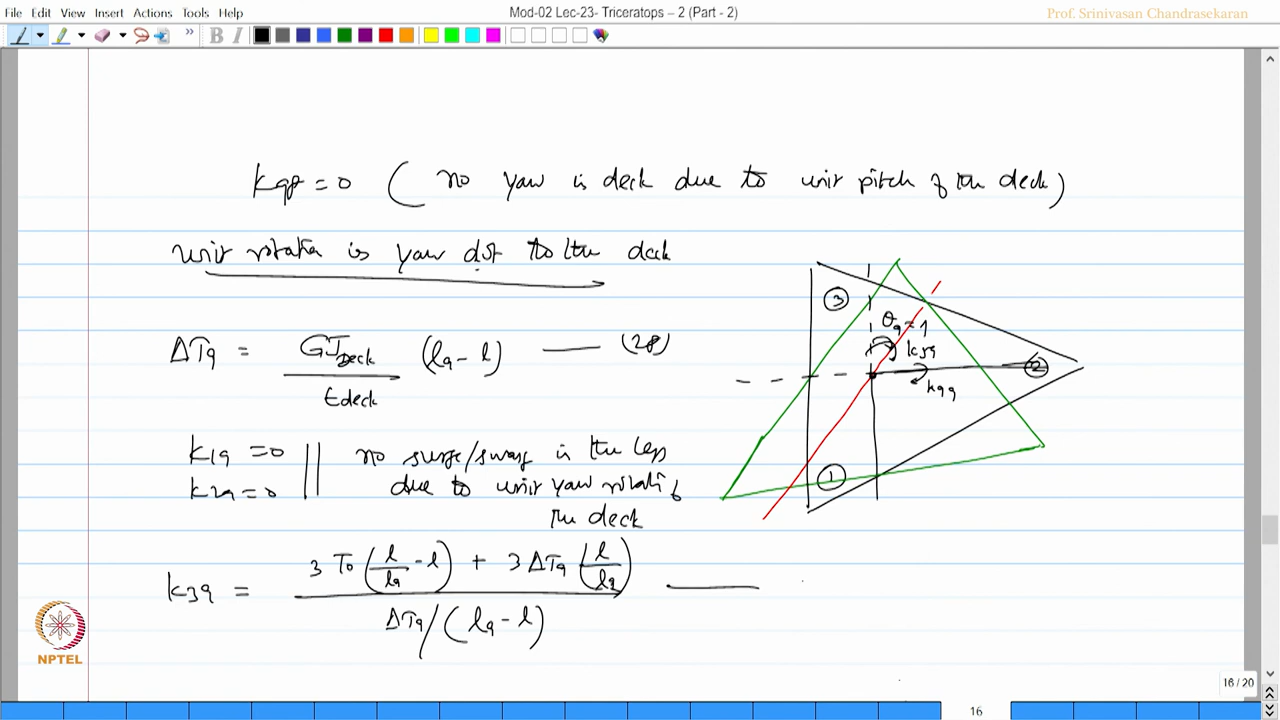 File Edit View Insert Actions Tools Help
Mod-02 Lec-23- Triceratops – 2 (Part - 2)
Prof. Srinivasan Chandrasekaran
B I
K98 = 0 ( no yaw in deck due to unit pitch of the deck)
unit rotation in yaw dof to the deck
ΔT9 = GJDeck / tdeck (l9 - l) —— (28)
K19 = 0 || no surge/sway in the legs
K29 = 0 due to unit yaw rotati of
the deck
K39 = 3 T0 (l/l9 - l) + 3 ΔT9 (l/l9) / ΔT9/(l9 - l) ——
3
θ9 = 1
K39
2
K99
1
NPTEL
16 / 20
16